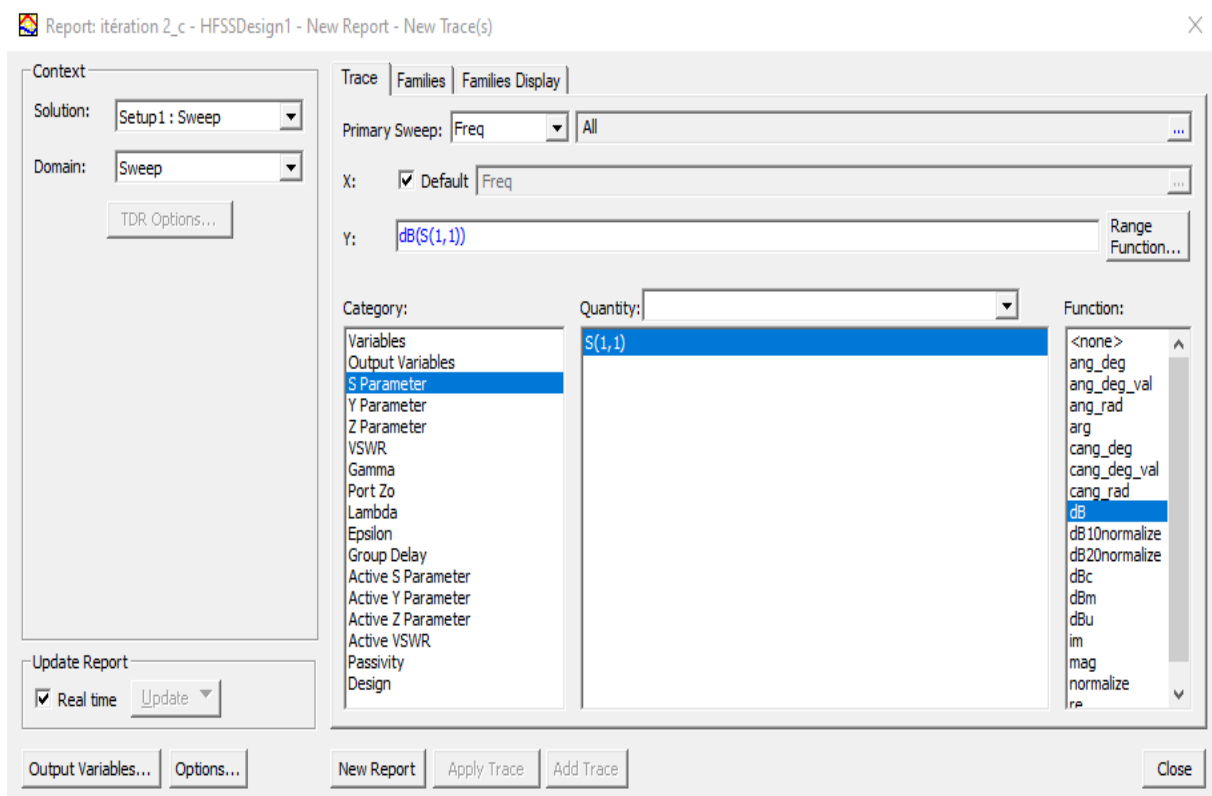 Report: itération 2_c - HFSSDesign1 - New Report - New Trace(s)
Context
Solution:
Setup1 : Sweep
Domain:
Sweep
TDR Options...
Trace
Families
Families Display
Primary Sweep:
Freq
All
...
X:
Default
Freq
...
Y:
dB(S(1,1))
Range
Function...
Category:
Variables
Output Variables
S Parameter
Y Parameter
Z Parameter
VSWR
Gamma
Port Zo
Lambda
Epsilon
Group Delay
Active S Parameter
Active Y Parameter
Active Z Parameter
Active VSWR
Passivity
Design
Quantity:
S(1,1)
Function:
<none>
ang_deg
ang_deg_val
ang_rad
arg
cang_deg
cang_deg_val
cang_rad
dB
dB10normalize
dB20normalize
dBc
dBm
dBu
im
mag
normalize
re
Update Report
Real time
Update
Output Variables...
Options...
New Report
Apply Trace
Add Trace
Close